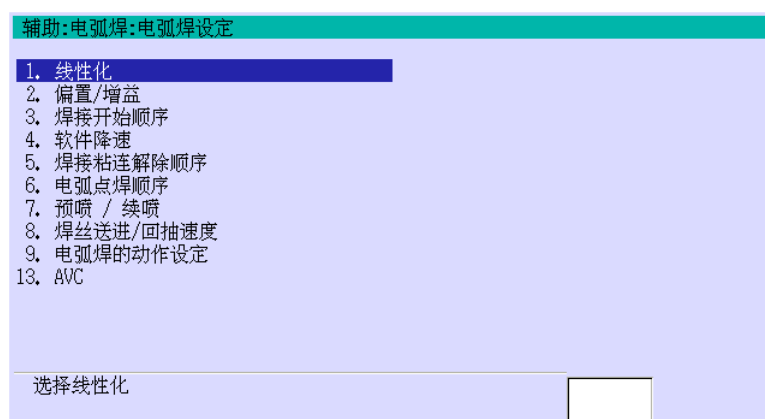 辅助:电弧焊:电弧焊设定
1. 线性化
2. 偏置/增益
3. 焊接开始顺序
4. 软件降速
5. 焊接粘连解除顺序
6. 电弧点焊顺序
7. 预喷 / 续喷
8. 焊丝送进/回抽速度
9. 电弧焊的动作设定
13. AVC
选择线性化